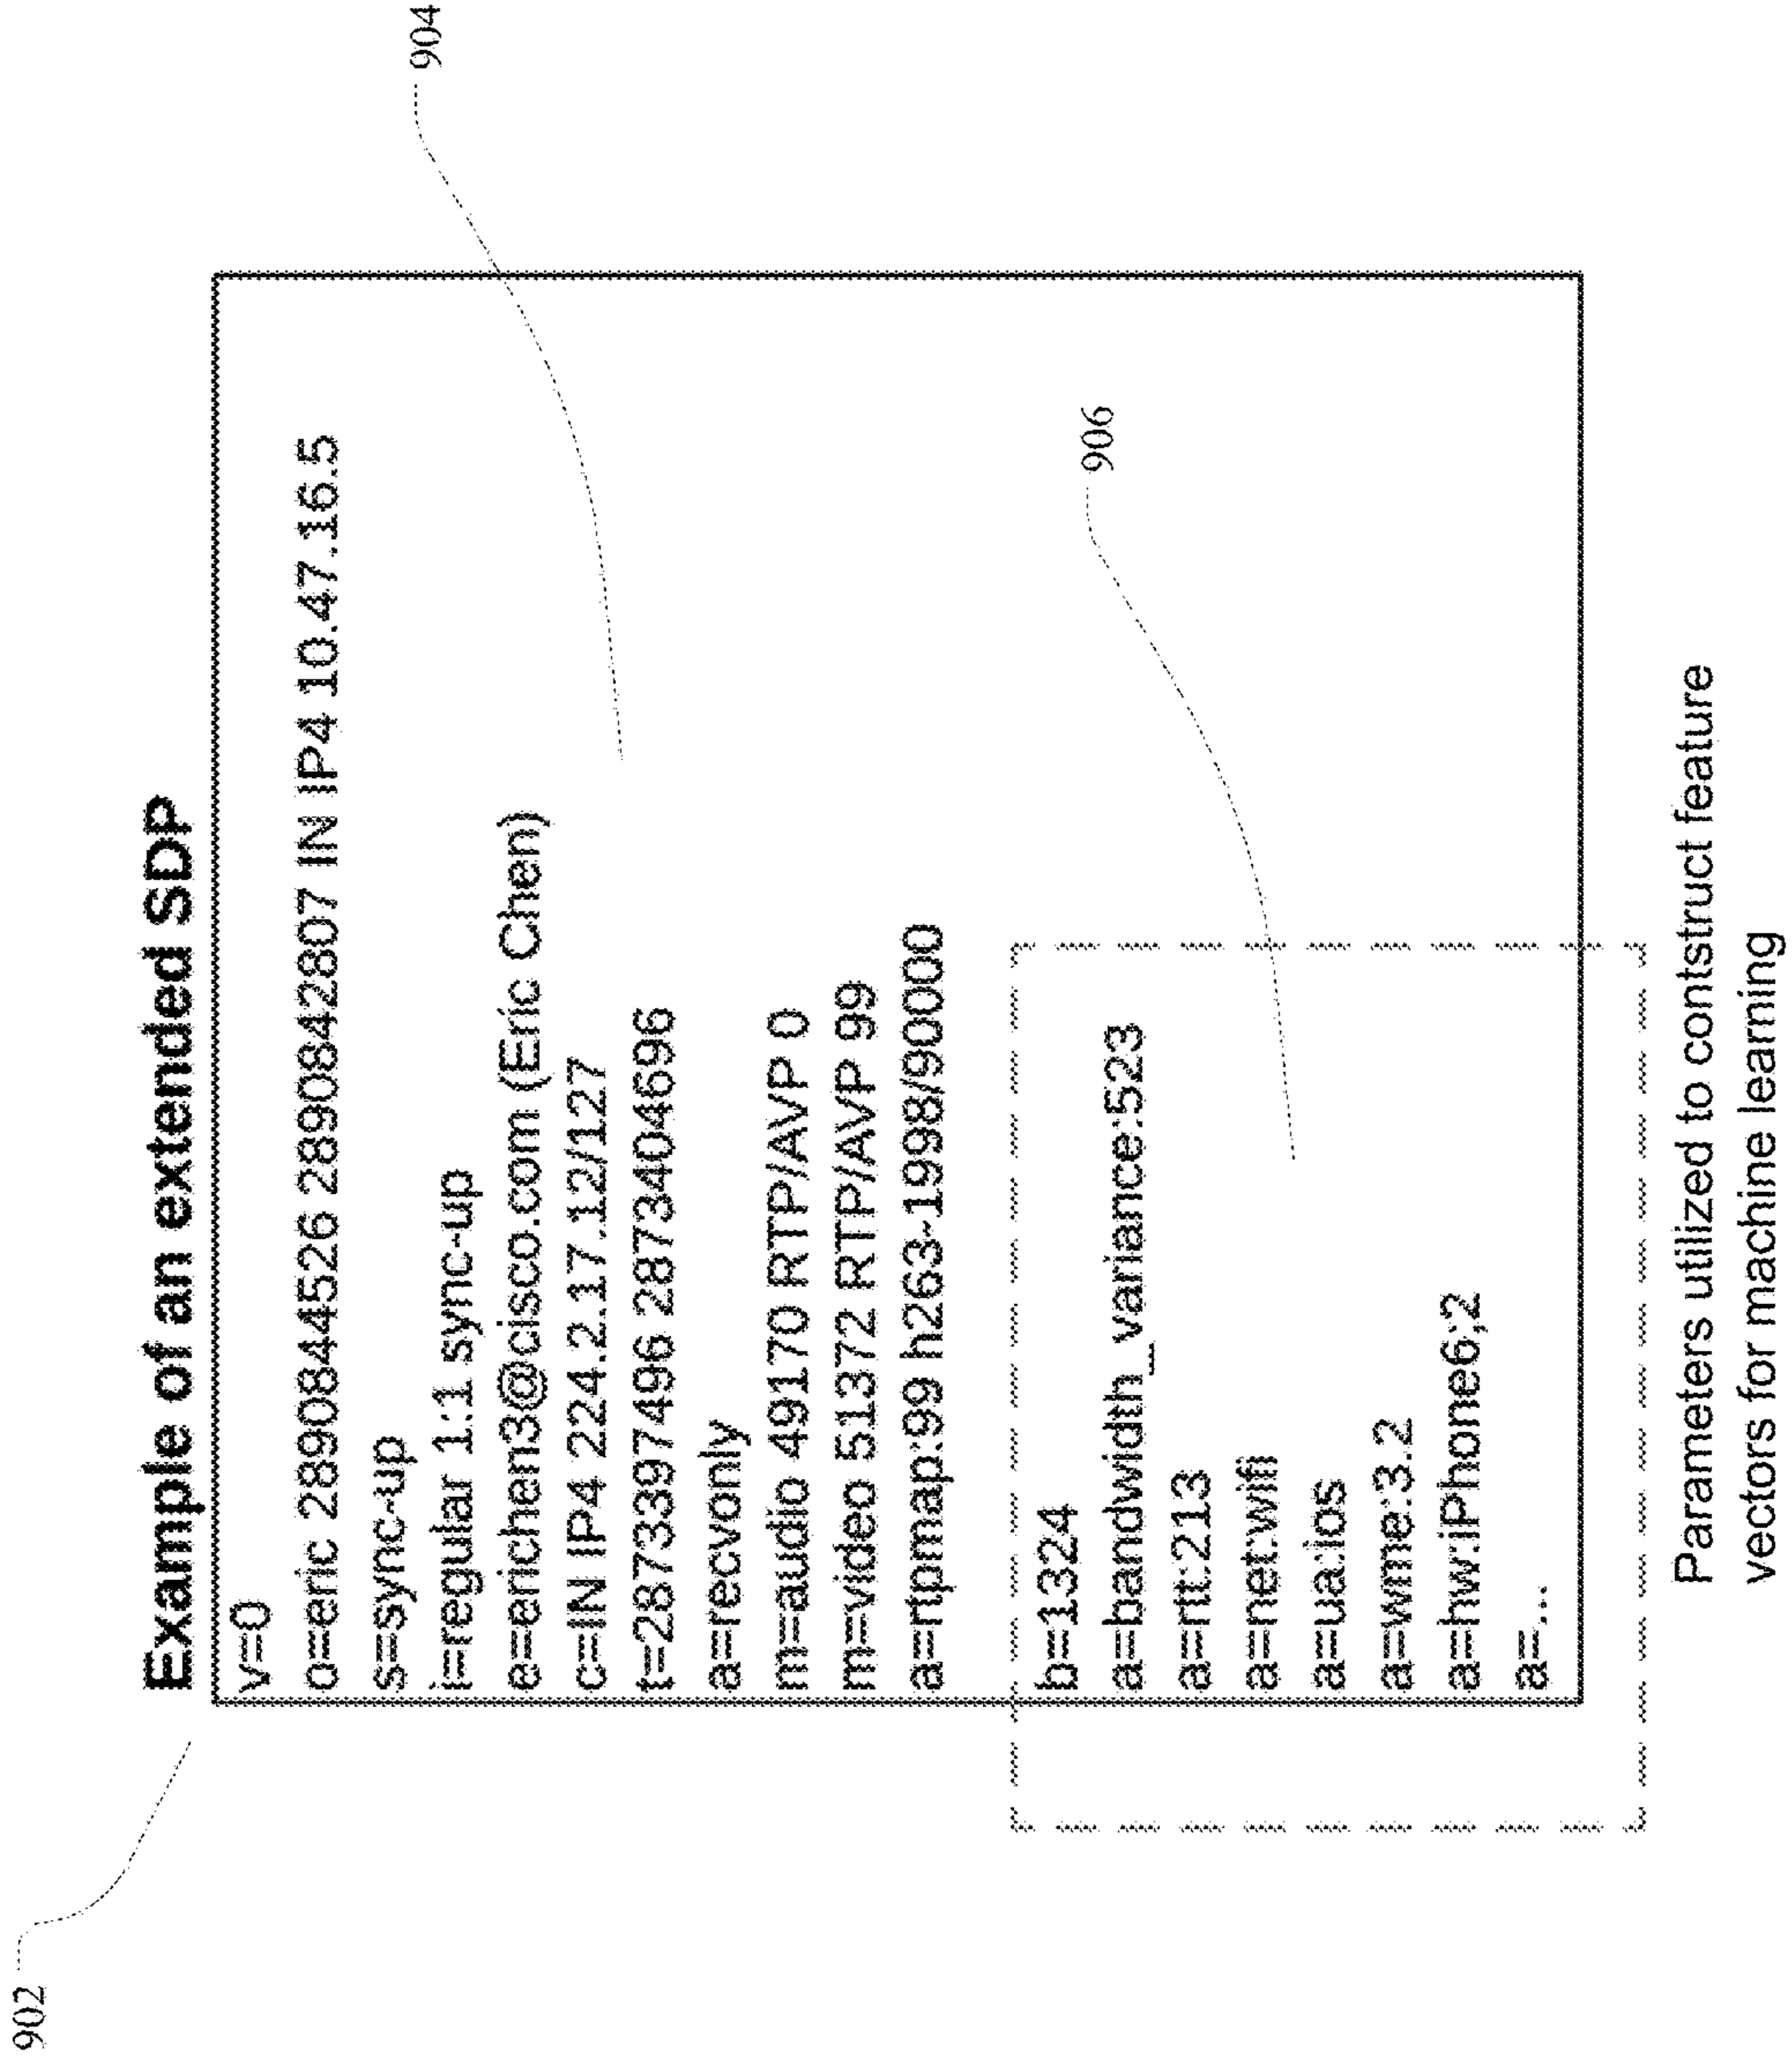 902
Example of an extended SDP
904
v=0
o=eric 2890844526 2890842807 IN IP4 10.47.16.5
s=sync-up
i=regular 1:1 sync-up
e=erichen3@cisco.com (Eric Chen)
c=IN IP4 224.2.17.12/127
t=2873397496 2873404696
a=recvonly
m=audio 49170 RTP/AVP 0
m=video 51372 RTP/AVP 99
a=rtpmap:99 h263-1998/90000
906
b=1324
a=bandwidth_variance:523
a=rtt:213
a=net:wifi
a=ua:ios
a=wme:3.2
a=hw:iPhone6;2
a=...
Parameters utilized to contstruct feature
vectors for machine learning